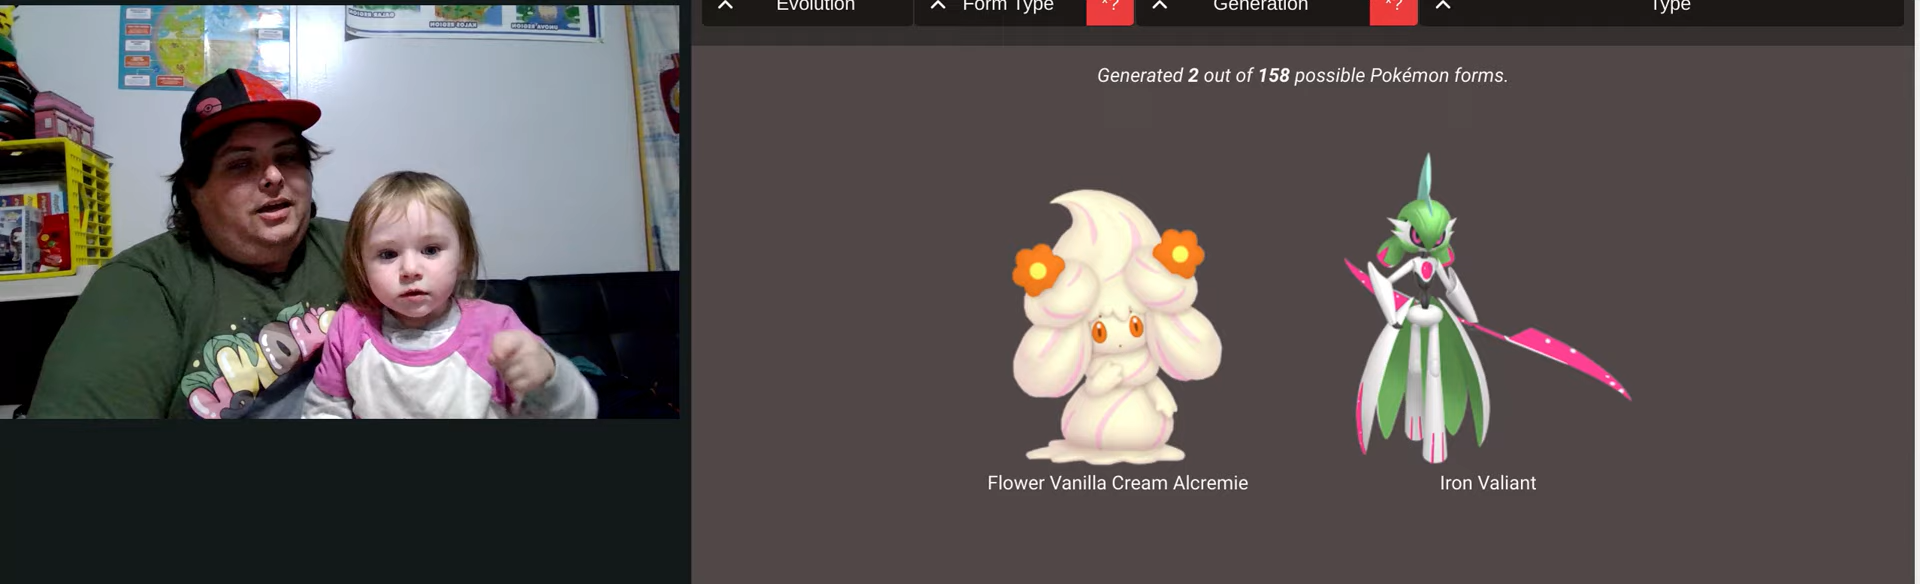 Evolution
Form Type
*?
Generation
*?
Type
Generated 2 out of 158 possible Pokémon forms.
Flower Vanilla Cream Alcremie
Iron Valiant